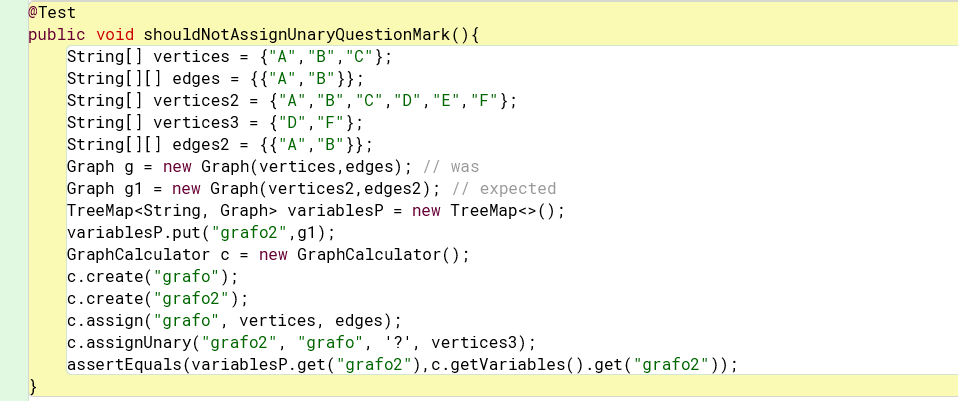 @Test
public void shouldNotAssignUnaryQuestionMark(){
String[] vertices = {"A","B","C"};
String[][] edges = {{"A","B"}};
String[] vertices2 = {"A","B","C","D","E","F"};
String[] vertices3 = {"D","F"};
String[][] edges2 = {{"A","B"}};
Graph g = new Graph(vertices,edges); // was
Graph g1 = new Graph(vertices2,edges2); // expected
TreeMap<String, Graph> variablesP = new TreeMap<>();
variablesP.put("grafo2",g1);
GraphCalculator c = new GraphCalculator();
c.create("grafo");
c.create("grafo2");
c.assign("grafo", vertices, edges);
c.assignUnary("grafo2", "grafo", '?', vertices3);
assertEquals(variablesP.get("grafo2"),c.getVariables().get("grafo2"));
}